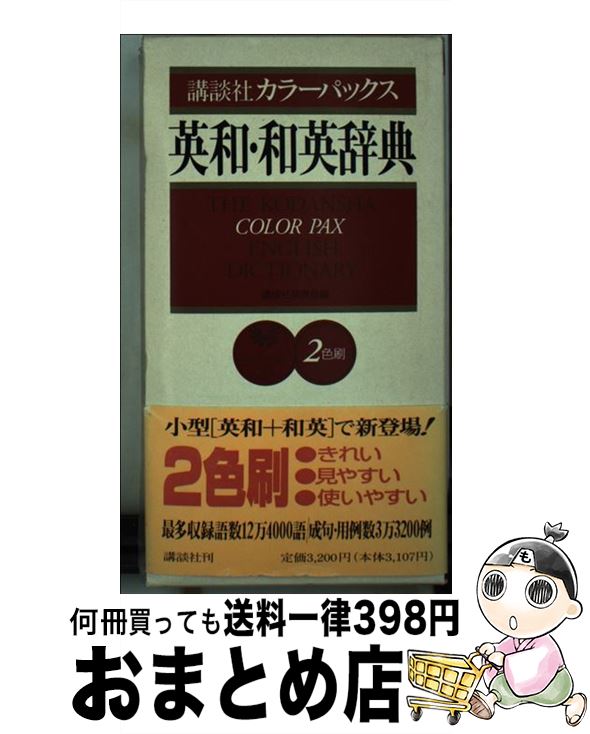 講談社 カラーパックス
英和・和英辞典
THE KODANSHA
COLOR PAX
ENGLISH
DICTIONARY
2色刷
小型[英和+和英]で新登場!
2色刷
●きれい
●見やすい
●使いやすい
最多収録語数12万4000語|成句・用例数3万3200例
講談社刊
定価3,200円(本体3,107円)
何冊買っても 送料一律398円
おまとめ店